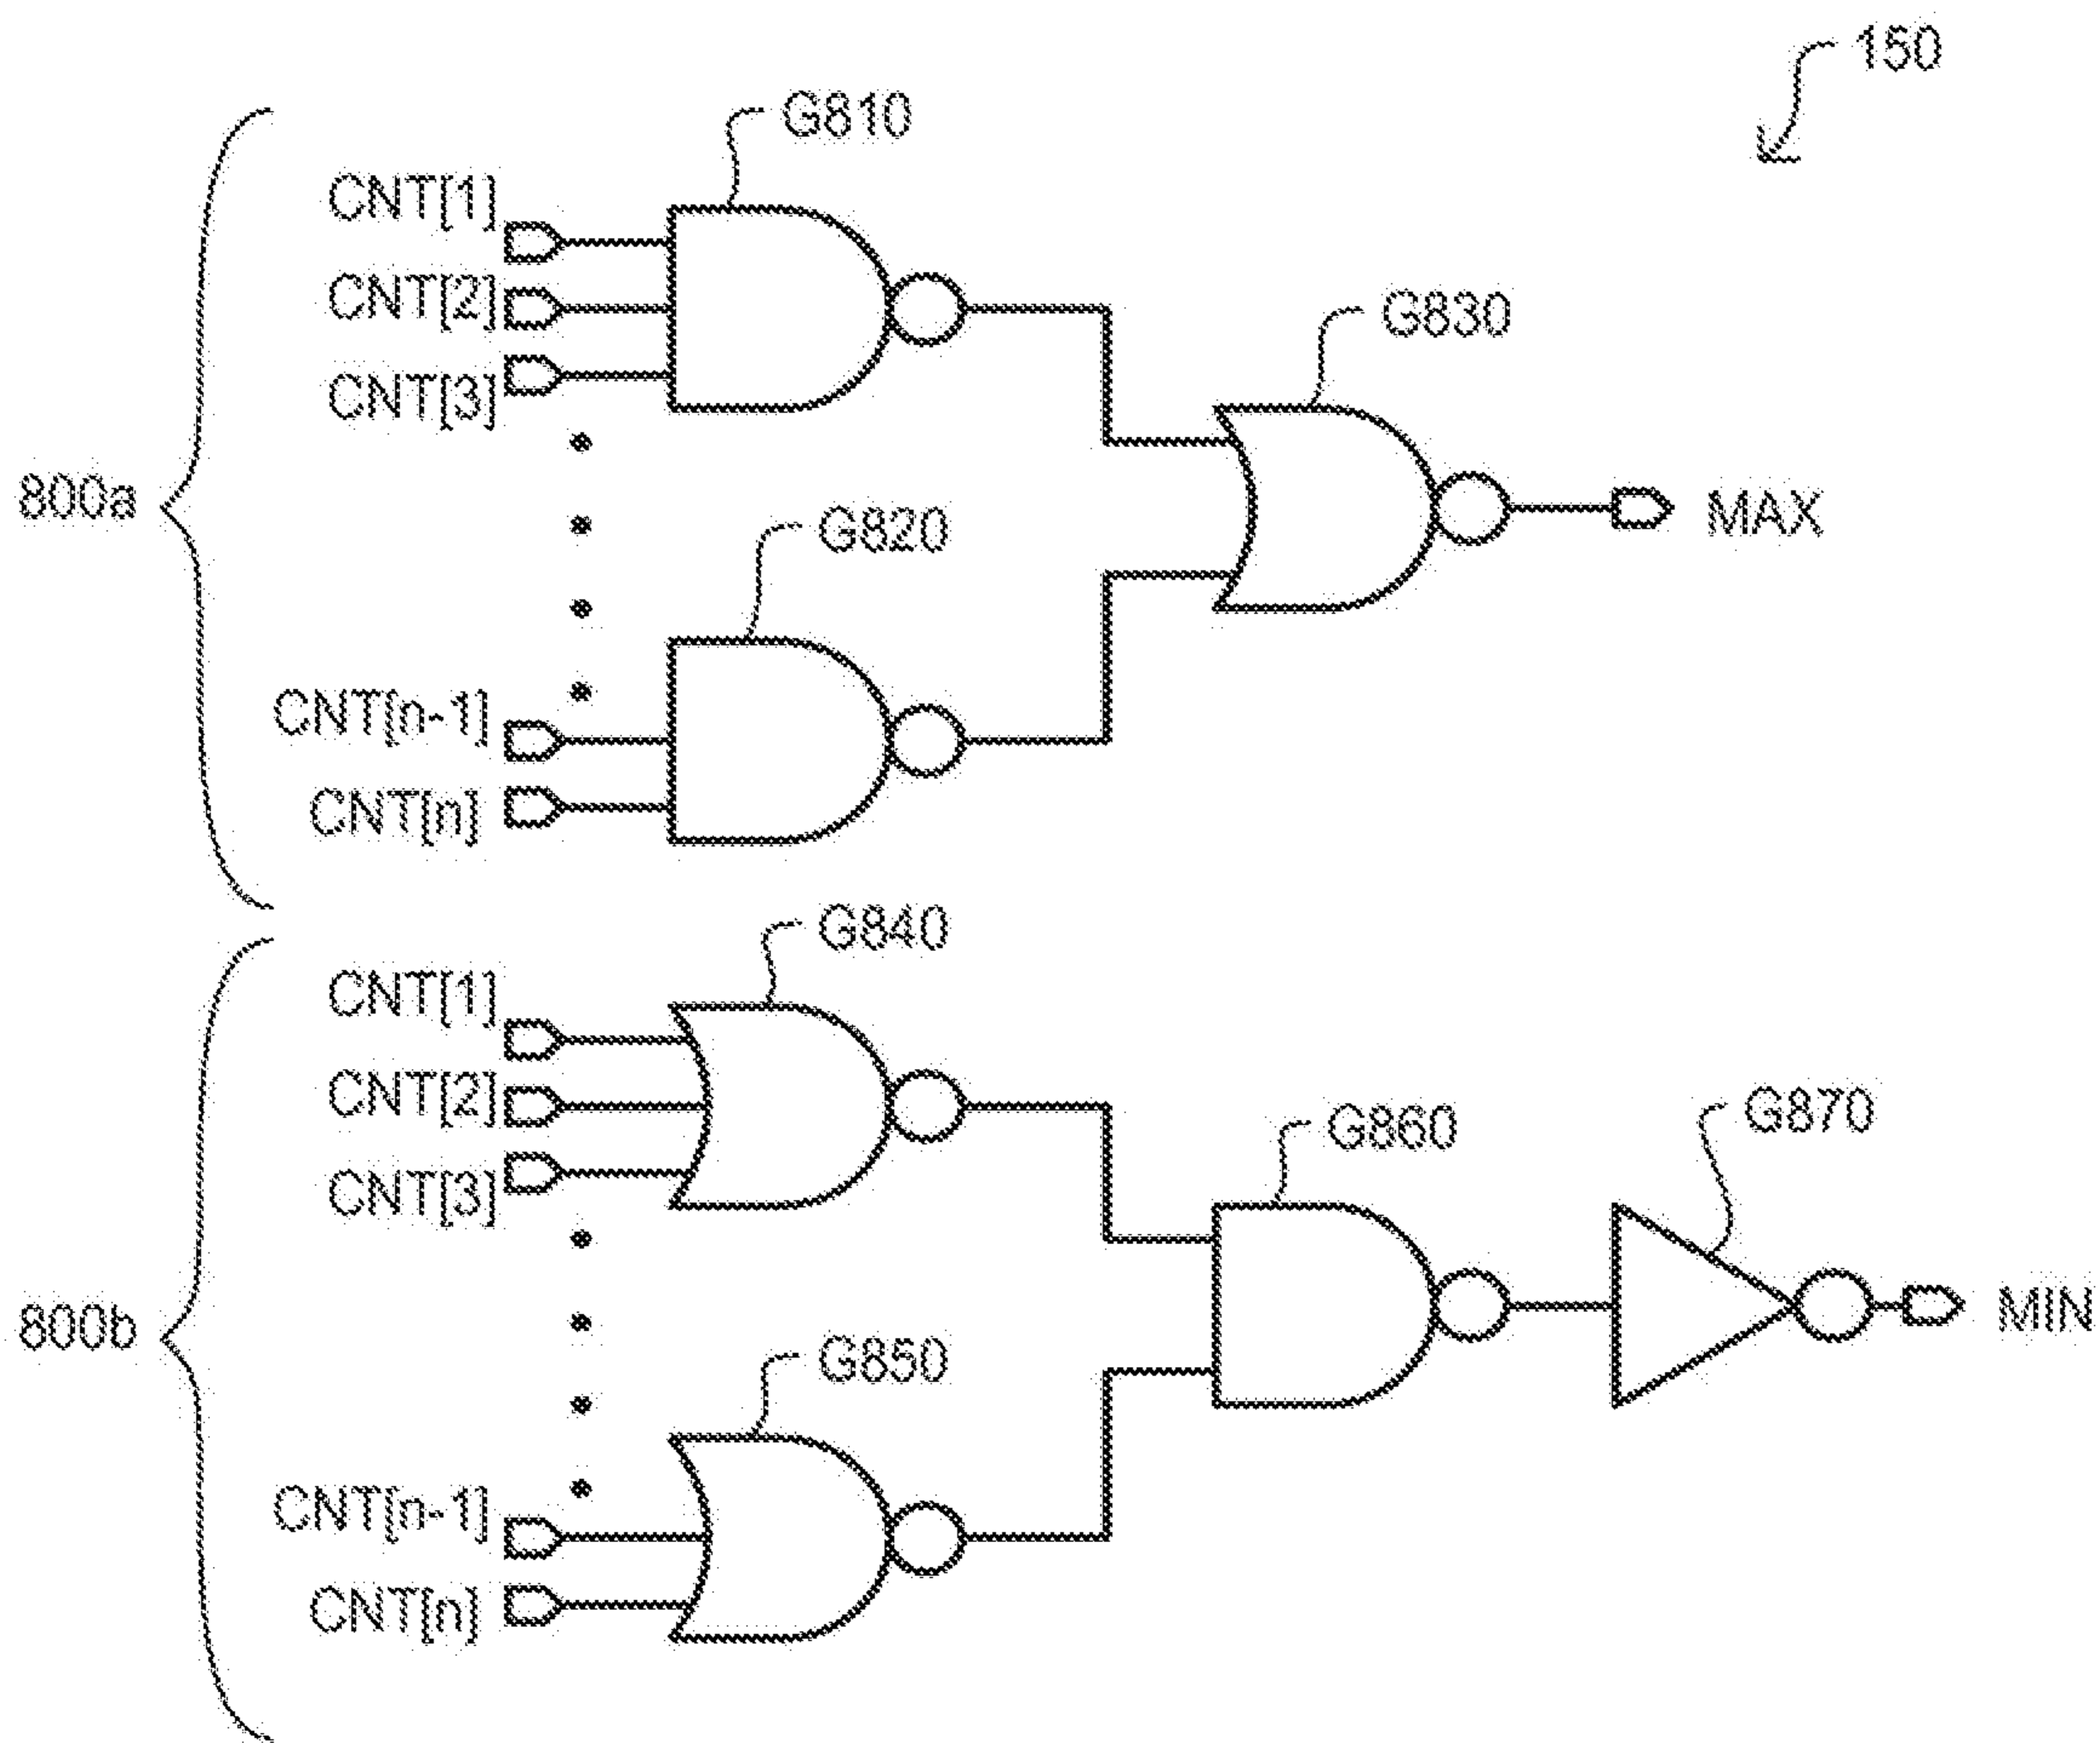 150
G810
CNT[1]
CNT[2]
CNT[3]
G830
800a
MAX
G820
CNT[n-1]
CNT[n]
G840
CNT[1]
CNT[2]
CNT[3]
G860
G870
800b
MIN
G850
CNT[n-1]
CNT[n]